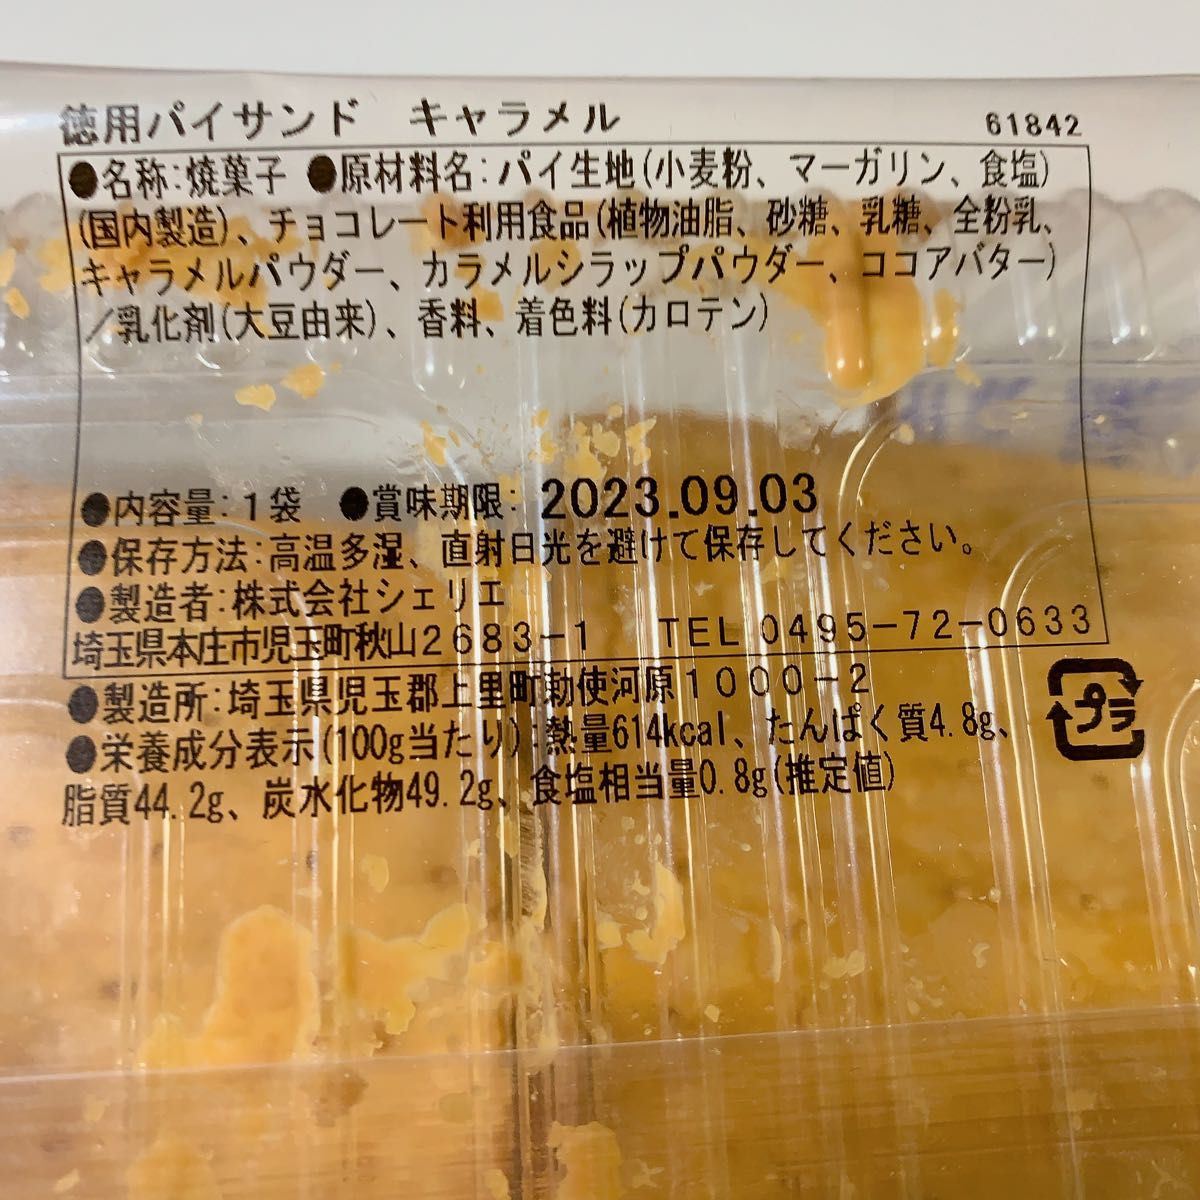 徳用パイサンド キャラメル 61842
●名称:焼菓子 ●原材料名:パイ生地(小麦粉、マーガリン、食塩)
(国内製造)、チョコレート利用食品(植物油脂、砂糖、乳糖、全粉乳、
キャラメルパウダー、カラメルシラップパウダー、ココアバター)
/乳化剤(大豆由来)、香料、着色料(カロテン)
●内容量:1袋 ●賞味期限:2023.09.03
●保存方法:高温多湿、直射日光を避けて保存してください。
●製造者:株式会社シェリエ
埼玉県本庄市児玉町秋山2683-1 TEL 0495-72-0633
●製造所:埼玉県児玉郡上里町勅使河原1000-2
●栄養成分表示(100g当たり):熱量614kcal、たんぱく質4.8g、
脂質44.2g、炭水化物49.2g、食塩相当量0.8g(推定値)
プラ